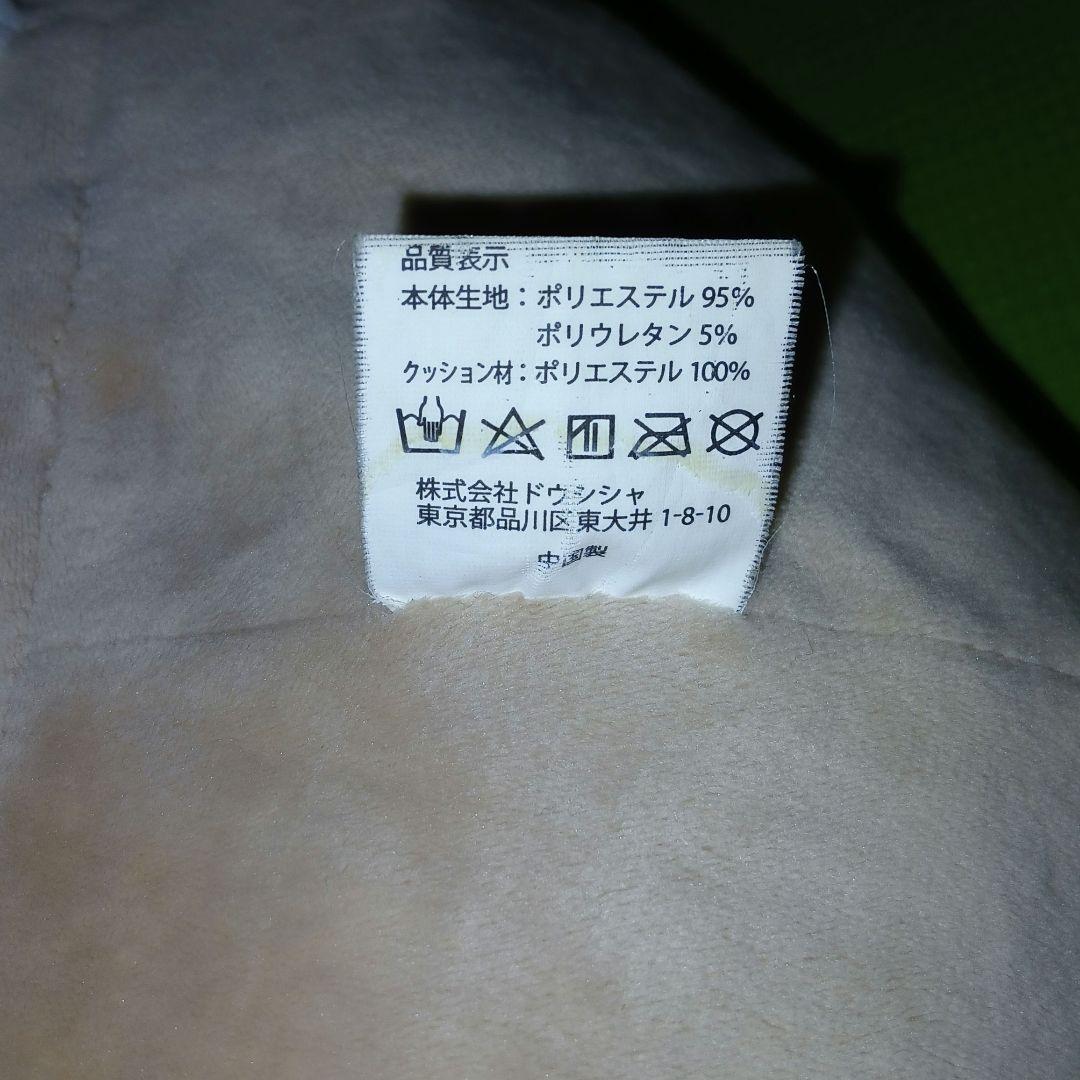 品質表示
本体生地：ポリエステル 95%
ポリウレタン 5%
クッション材：ポリエステル 100%
株式会社ドウシシャ
東京都品川区東大井 1-8-10
中国製